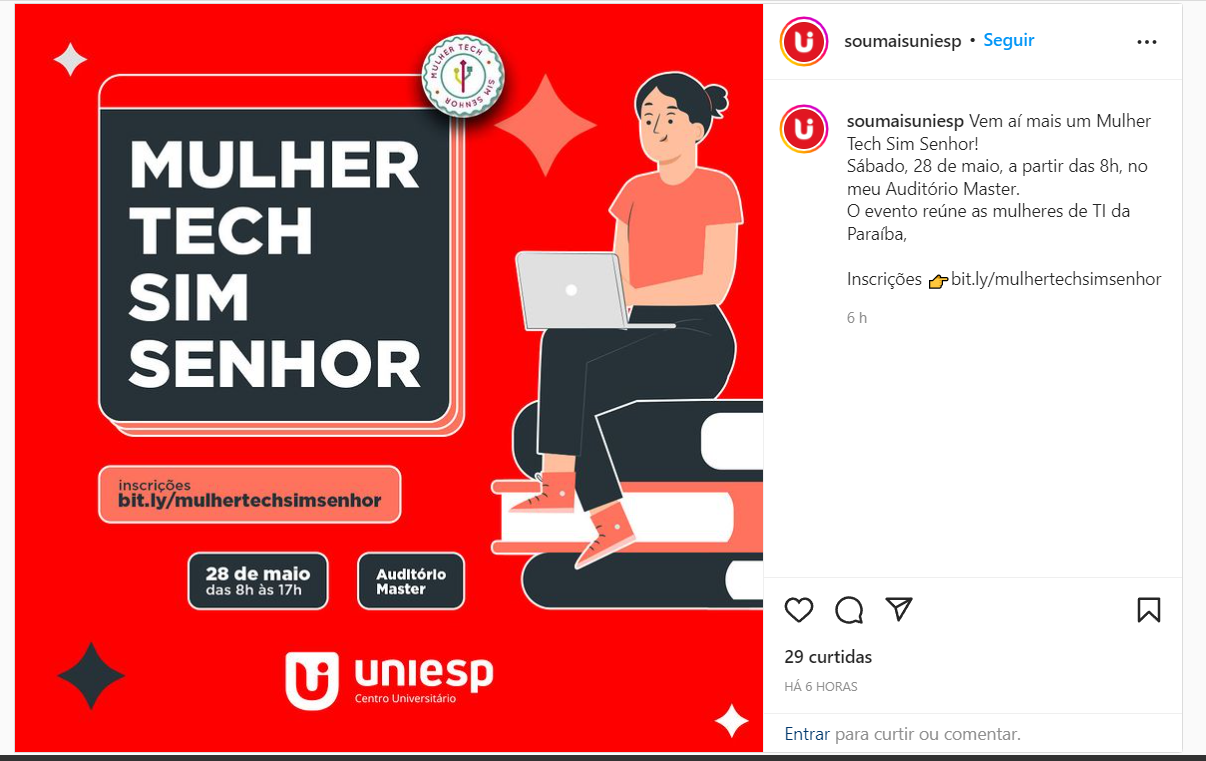 MULHER TECH
SIM SENHOR
MULHER
TECH
SIM
SENHOR
inscrições
bit.ly/mulhertechsimsenhor
28 de maio
das 8h às 17h
Auditório
Master
uniesp
Centro Universitário
soumaisuniesp • Seguir
soumaisuniesp Vem aí mais um Mulher
Tech Sim Senhor!
Sábado, 28 de maio, a partir das 8h, no
meu Auditório Master.
O evento reúne as mulheres de TI da
Paraíba,
Inscrições 👉bit.ly/mulhertechsimsenhor
6 h
29 curtidas
HÁ 6 HORAS
Entrar para curtir ou comentar.